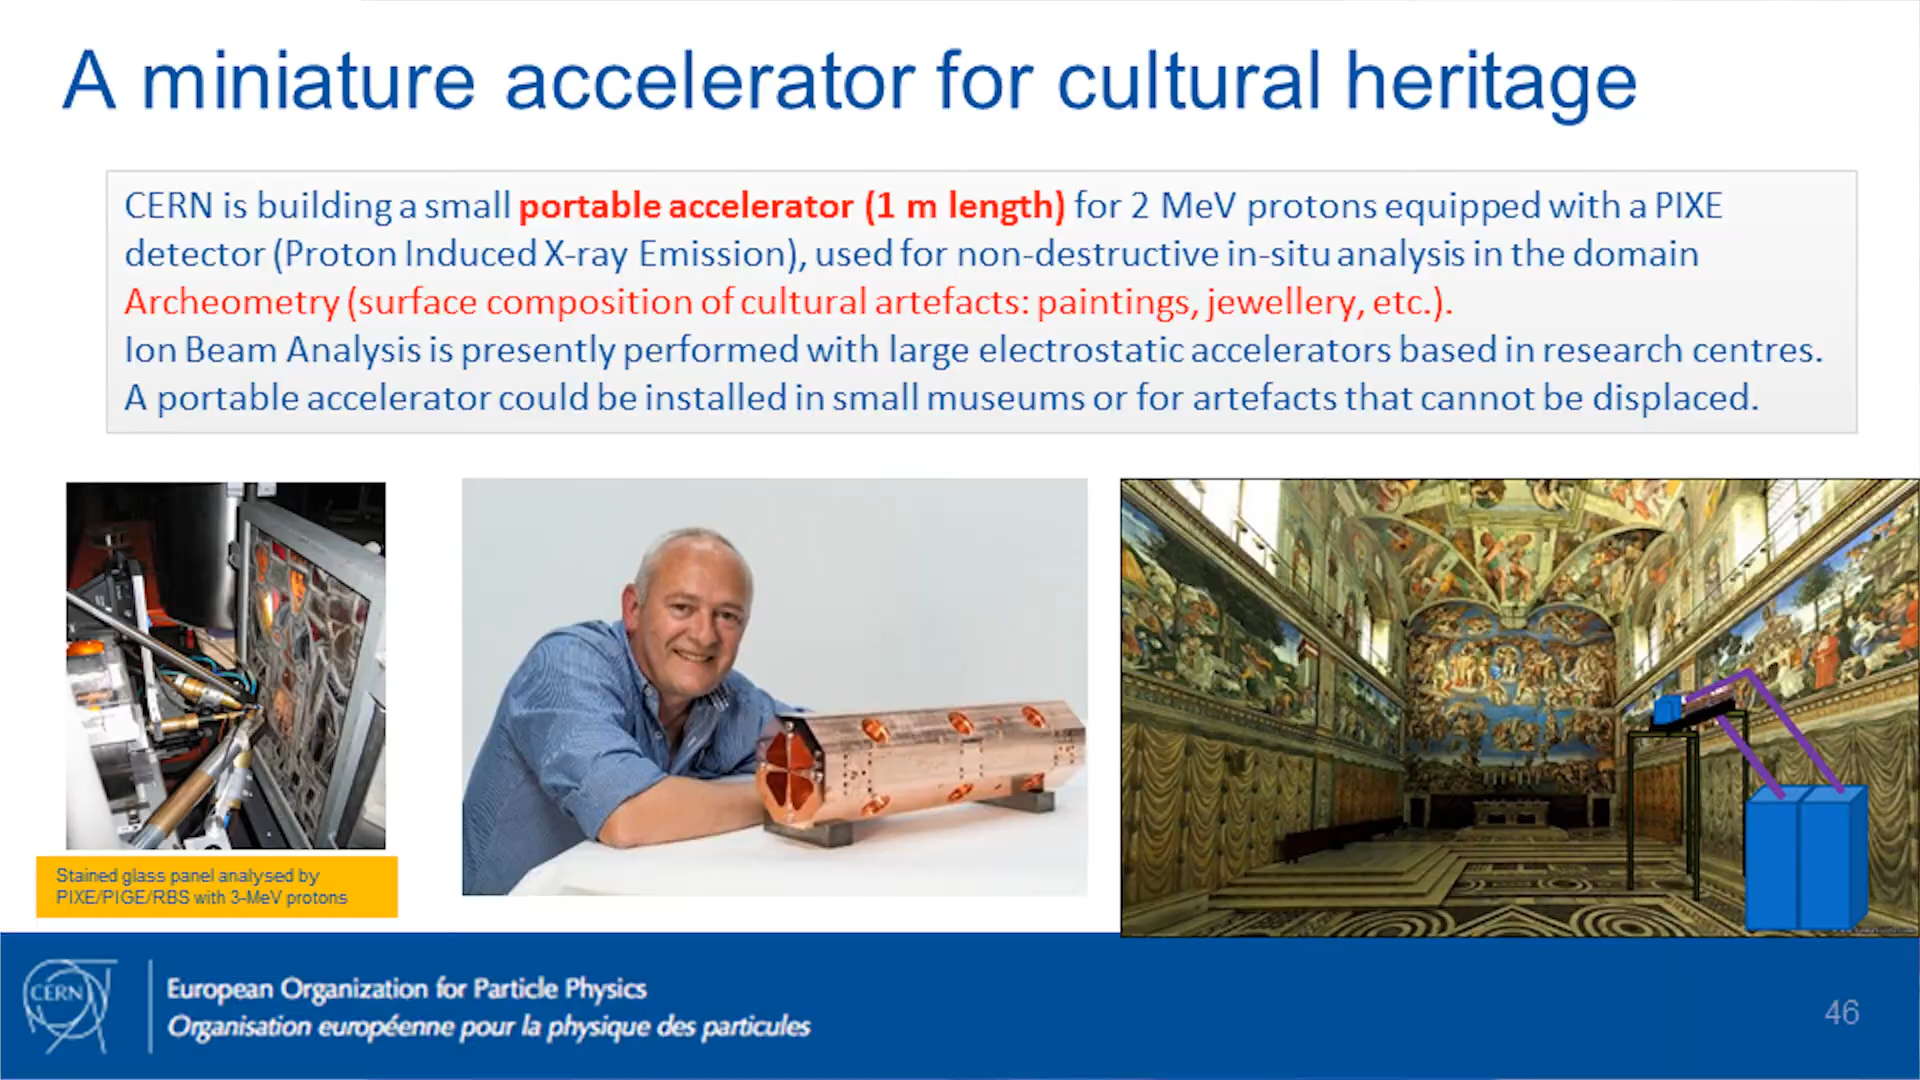 A miniature accelerator for cultural heritage
CERN is building a small portable accelerator (1 m length) for 2 MeV protons equipped with a PIXE
detector (Proton Induced X-ray Emission), used for non-destructive in-situ analysis in the domain
Archeometry (surface composition of cultural artefacts: paintings, jewellery, etc.).
Ion Beam Analysis is presently performed with large electrostatic accelerators based in research centres.
A portable accelerator could be installed in small museums or for artefacts that cannot be displaced.
Stained glass panel analysed by
PIXE/PIGE/RBS with 3-MeV protons
CERN
European Organization for Particle Physics
Organisation européenne pour la physique des particules
46